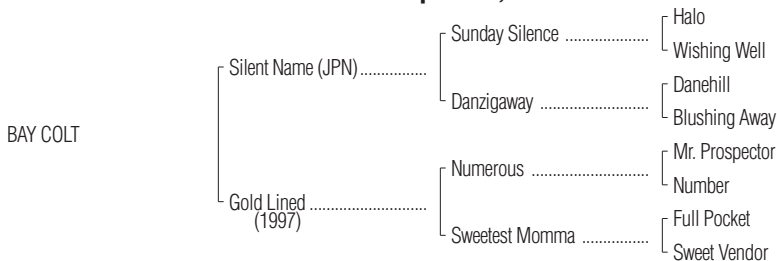 Halo
Sunday Silence
Wishing Well
Silent Name (JPN)
Danehill
Danzigaway
Blushing Away
BAY COLT
Mr. Prospector
Numerous
Number
Gold Lined
(1997)
Full Pocket
Sweetest Momma
Sweet Vendor